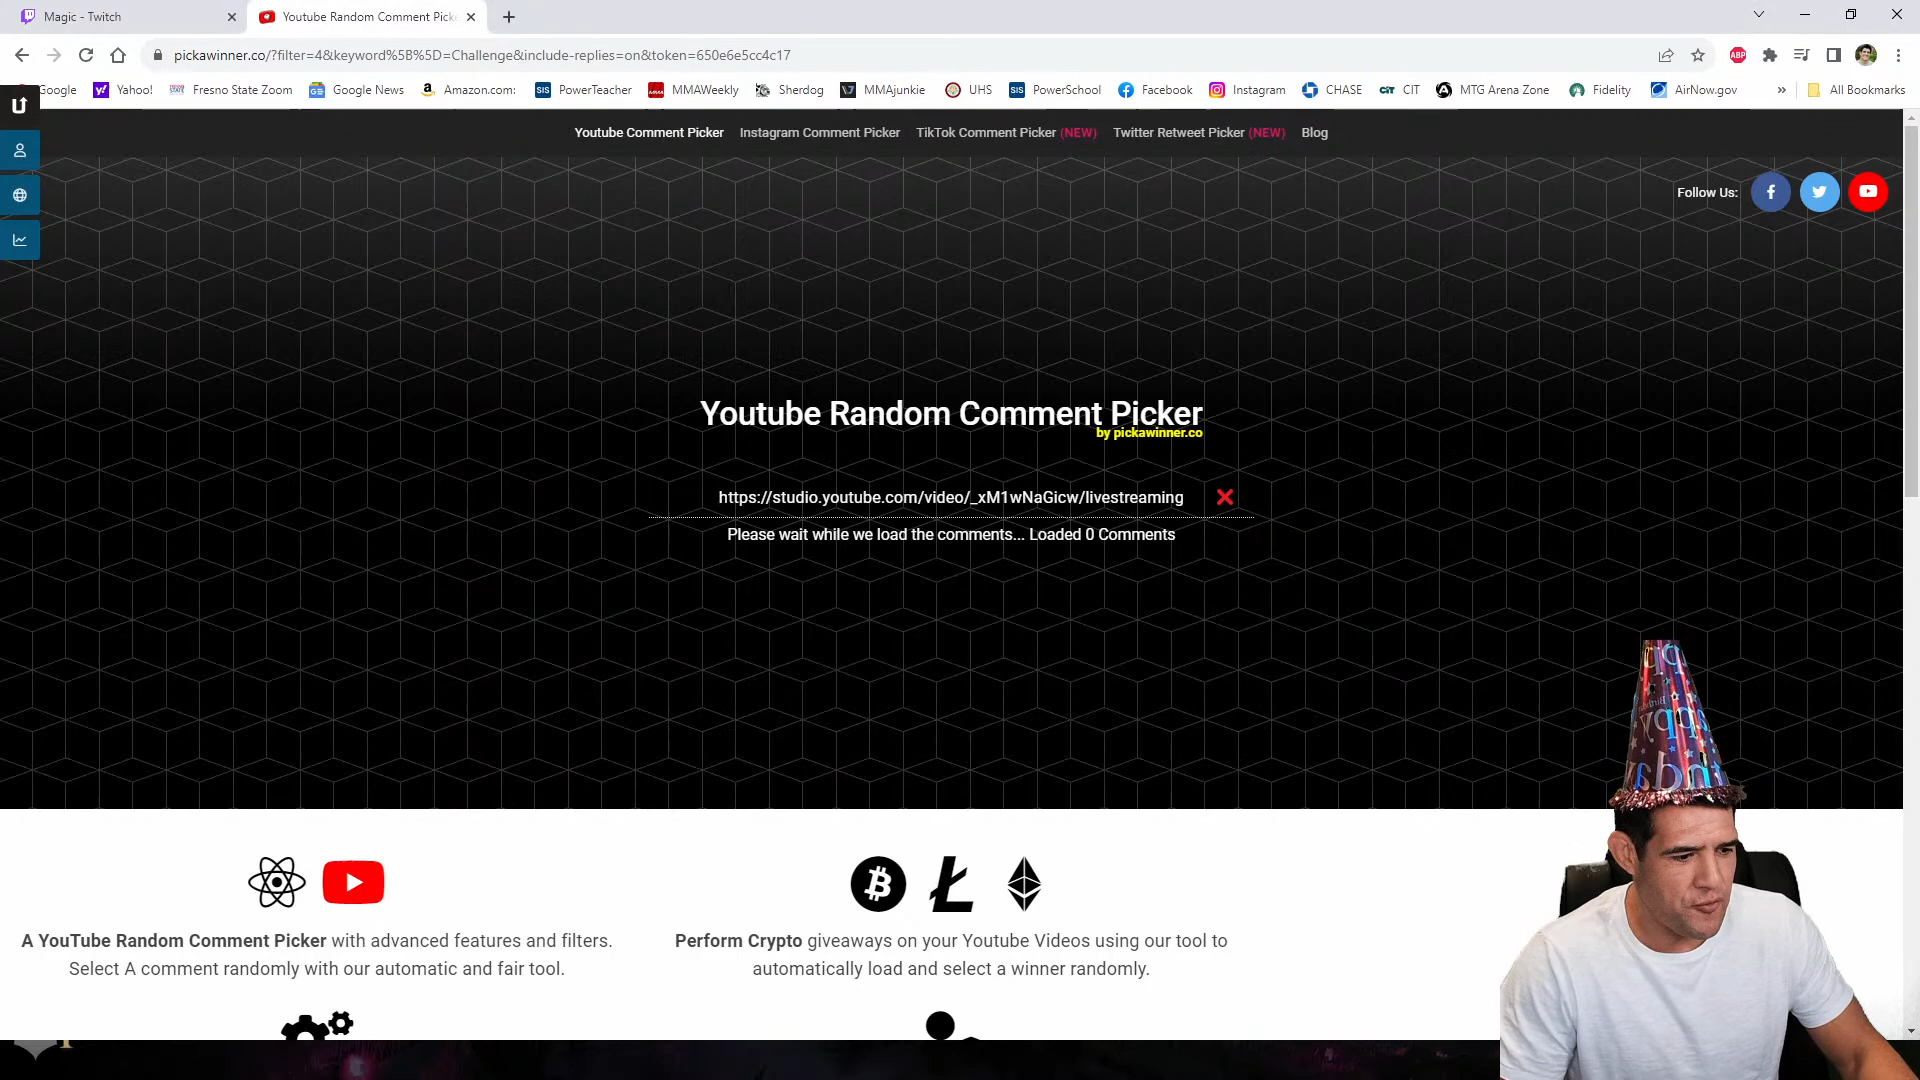 Magic - Twitch
Youtube Random Comment Picke
pickawinner.co/?filter=4&keyword%5B%5D=Challenge&include-replies=on&token=650e6e5cc4c17
ABP
Google Yahoo! Fresno State Zoom Google News Amazon.com: PowerTeacher MMAWeekly Sherdog MMAjunkie UHS PowerSchool Facebook Instagram CHASE CIT MTG Arena Zone Fidelity AirNow.gov » All Bookmarks
Youtube Comment Picker Instagram Comment Picker TikTok Comment Picker (NEW) Twitter Retweet Picker (NEW) Blog
Follow Us:
Youtube Random Comment Picker
by pickawinner.co
https://studio.youtube.com/video/_xM1wNaGicw/livestreaming
Please wait while we load the comments... Loaded 0 Comments
A YouTube Random Comment Picker with advanced features and filters.
Select A comment randomly with our automatic and fair tool.
Perform Crypto giveaways on your Youtube Videos using our tool to
automatically load and select a winner randomly.